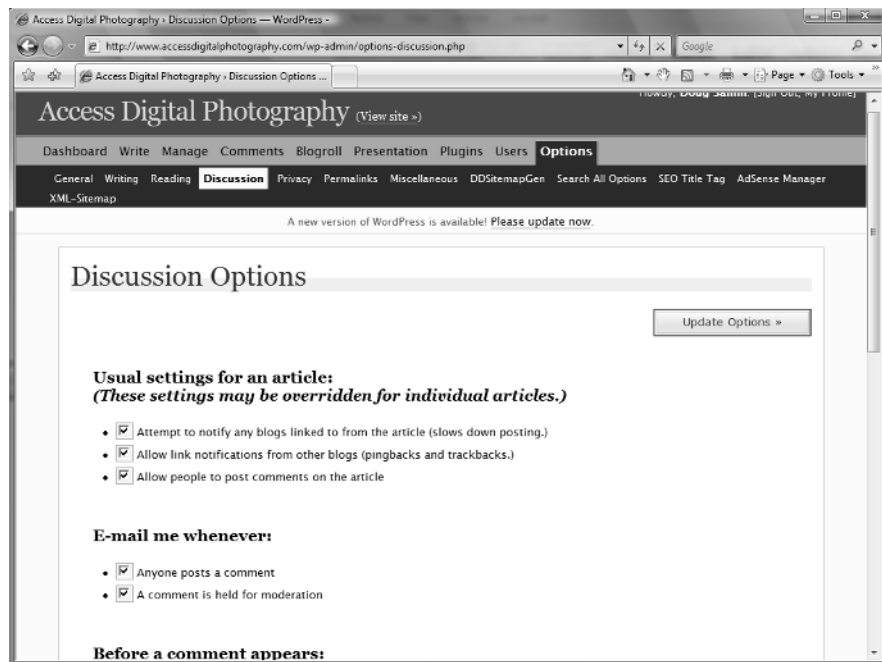 Access Digital Photography › Discussion Options — WordPress -
http://www.accessdigitalphotography.com/wp-admin/options-discussion.php
Google
Access Digital Photography › Discussion Options ...
Page
Tools
Access Digital Photography (View site »)
Howdy, Doug [Sign Out, My Profile]
Dashboard Write Manage Comments Blogroll Presentation Plugins Users Options
General Writing Reading Discussion Privacy Permalinks Miscellaneous DDSitemapGen Search All Options SEO Title Tag AdSense Manager
XML-Sitemap
A new version of WordPress is available! Please update now.
Discussion Options
Update Options »
Usual settings for an article:
(These settings may be overridden for individual articles.)
Attempt to notify any blogs linked to from the article (slows down posting.)
Allow link notifications from other blogs (pingbacks and trackbacks.)
Allow people to post comments on the article
E-mail me whenever:
Anyone posts a comment
A comment is held for moderation
Before a comment appears: